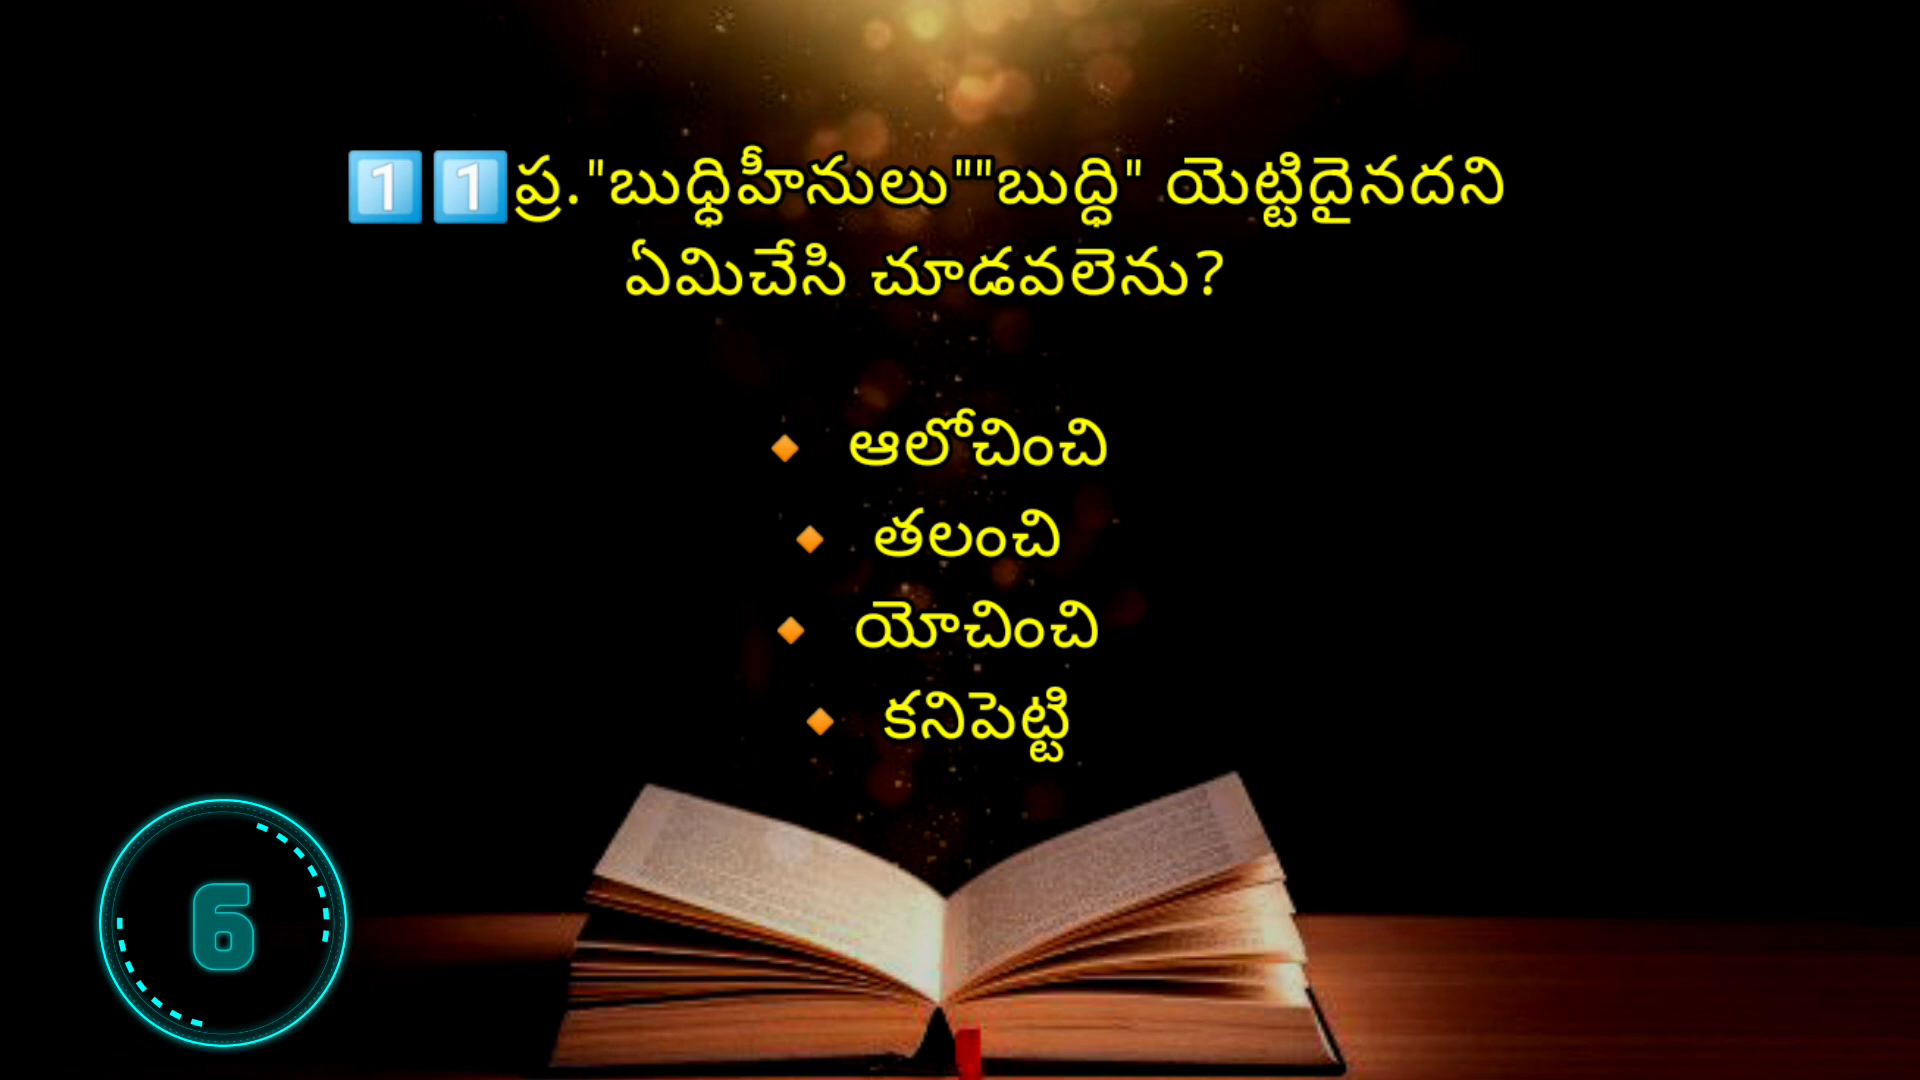 1️⃣1️⃣ప్ర."బుధ్ధిహీనులు""బుద్ధి" యెట్టిదైనదని
ఏమిచేసి చూడవలెను?
🔸 ఆలోచించి
🔸 తలంచి
🔸 యోచించి
🔸 కనిపెట్టి
6